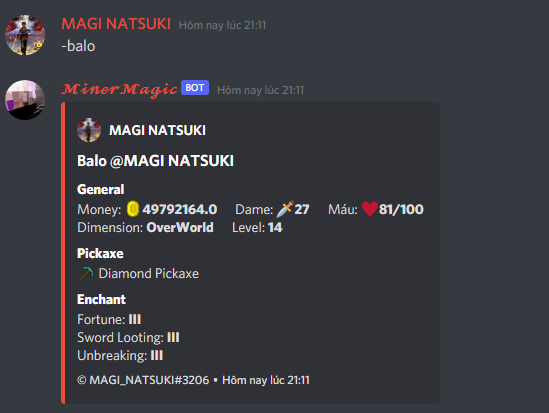 MAGI NATSUKI Hôm nay lúc 21:11
-balo
𝓜𝓲𝓷𝓮𝓻𝓜𝓪𝓰𝓲𝓬 BOT Hôm nay lúc 21:11
MAGI NATSUKI
Balo @MAGI NATSUKI
General
Money: 49792164.0 Dame: 27 Máu: 81/100
Dimension: OverWorld Level: 14
Pickaxe
Diamond Pickaxe
Enchant
Fortune: III
Sword Looting: III
Unbreaking: III
© MAGI_NATSUKI#3206 • Hôm nay lúc 21:11